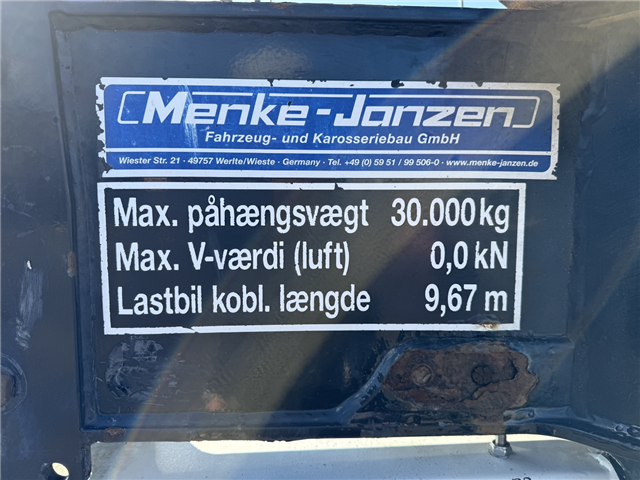 Menke-Janzen
Fahrzeug- und Karosseriebau GmbH
Wiester Str. 21 · 49757 Werlte/Wieste · Germany · Tel. +49 (0) 59 51 / 99 506-0 · www.menke-janzen.de
Max. påhængsvægt 30.000 kg
Max. V-værdi (luft) 0,0 kN
Lastbil kobl. længde 9,67 m